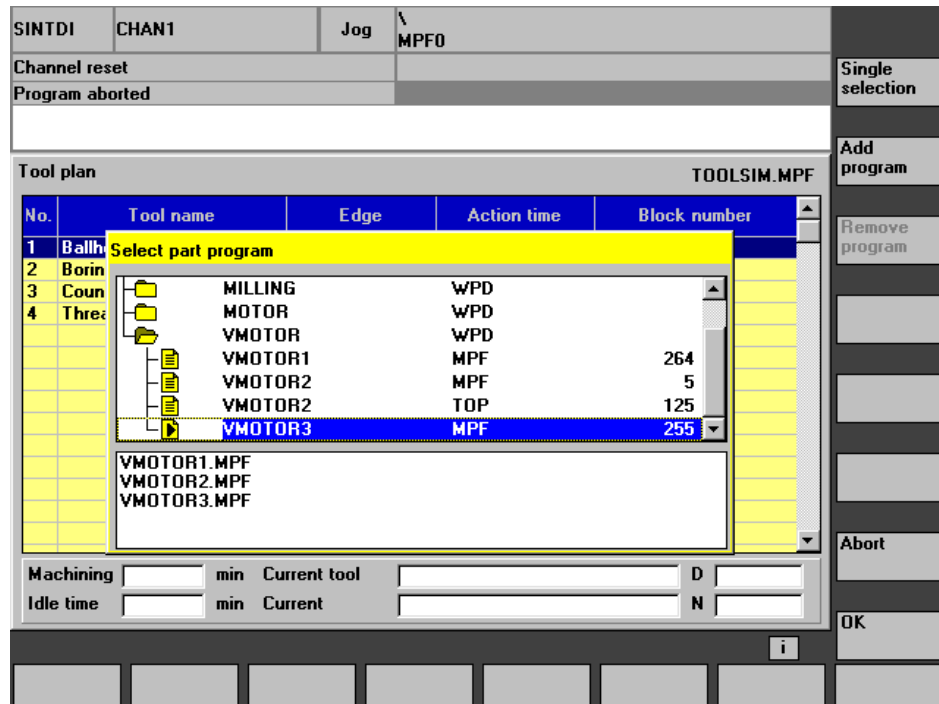 SINTDI CHAN1 Jog \
MPF0
Channel reset
Program aborted
Single
selection
Add
program
Remove
program
Abort
OK
Tool plan TOOLSIM.MPF
No. Tool name Edge Action time Block number
1 Ballh
2 Borin
3 Coun
4 Threa
Select part program
MILLING WPD
MOTOR WPD
VMOTOR WPD
VMOTOR1 MPF 264
VMOTOR2 MPF 5
VMOTOR2 TOP 125
VMOTOR3 MPF 255
VMOTOR1.MPF
VMOTOR2.MPF
VMOTOR3.MPF
Machining min Current tool D
Idle time min Current N
i